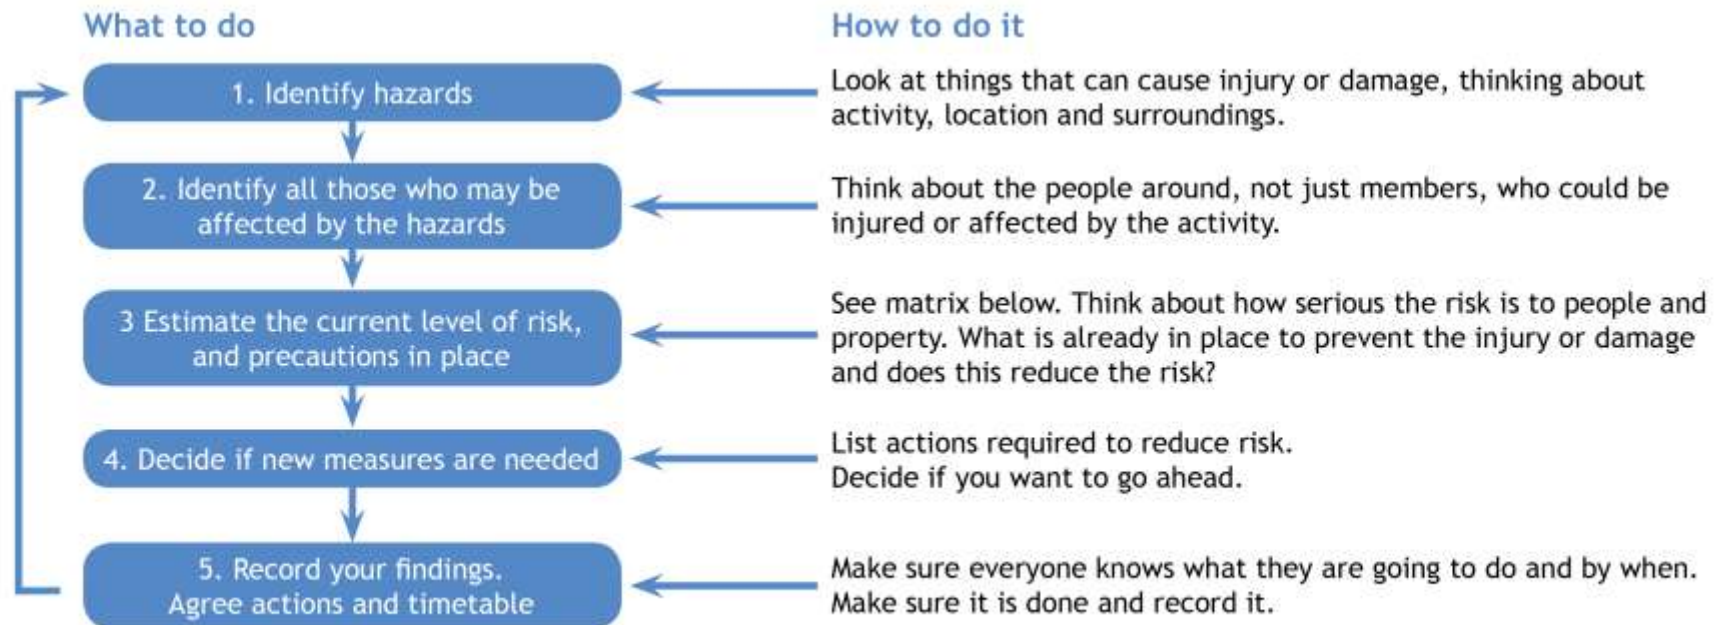 What to do
How to do it
1. Identify hazards
Look at things that can cause injury or damage, thinking about
activity, location and surroundings.
2. Identify all those who may be
affected by the hazards
Think about the people around, not just members, who could be
injured or affected by the activity.
3 Estimate the current level of risk,
and precautions in place
See matrix below. Think about how serious the risk is to people and
property. What is already in place to prevent the injury or damage
and does this reduce the risk?
4. Decide if new measures are needed
List actions required to reduce risk.
Decide if you want to go ahead.
5. Record your findings.
Agree actions and timetable
Make sure everyone knows what they are going to do and by when.
Make sure it is done and record it.